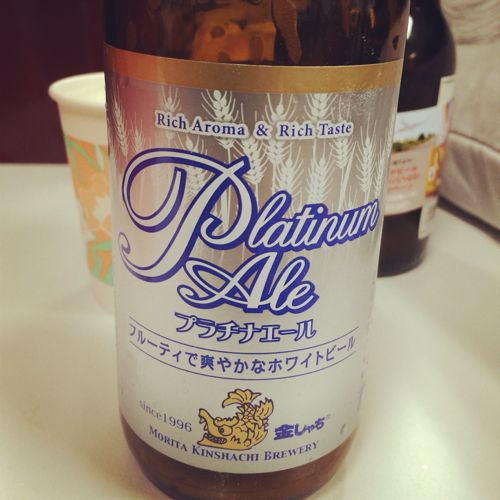 Rich Aroma & Rich Taste
Platinum
Ale
プラチナエール
フルーティで爽やかなホワイトビール
since1996
金しゃち
MORITA KINSHACHI BREWERY